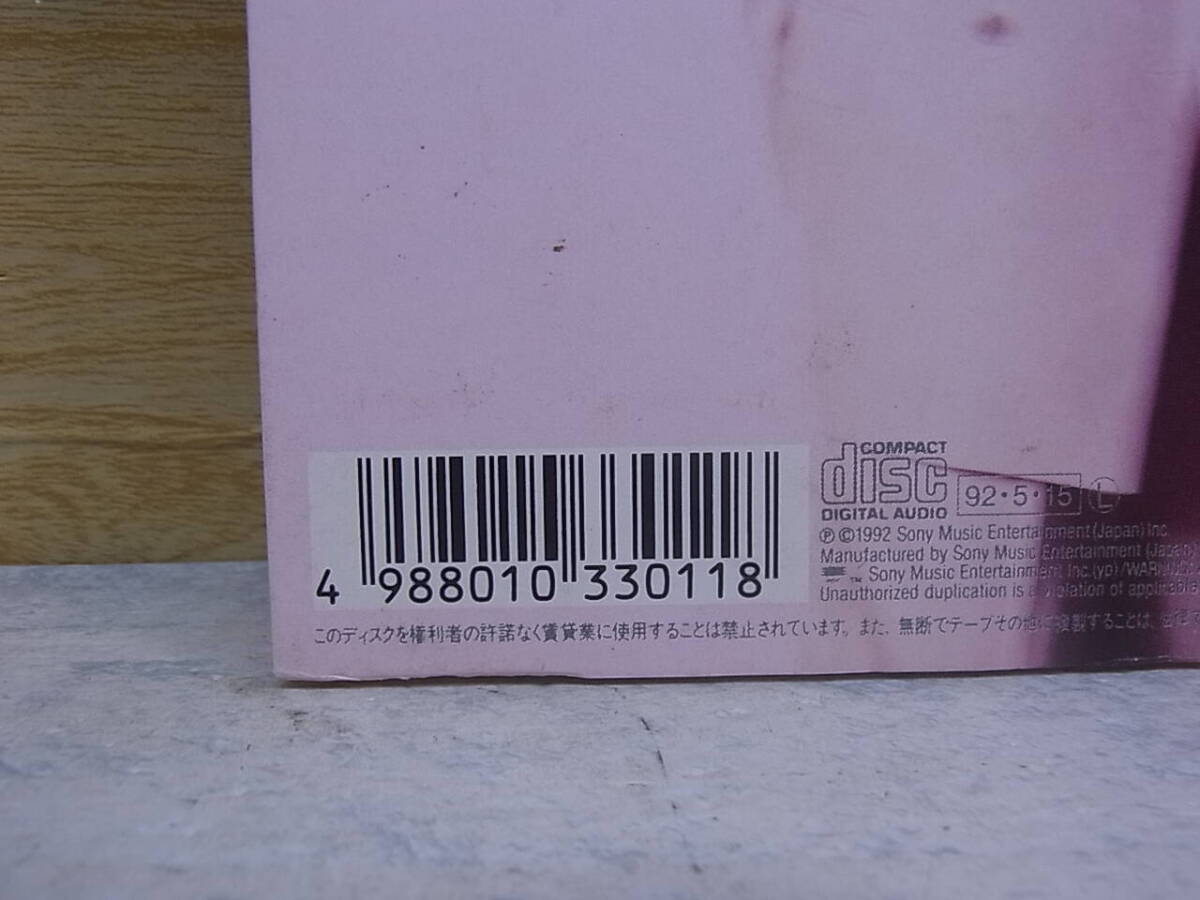 COMPACT
disc
DIGITAL AUDIO
92・5・15 L
℗©1992 Sony Music Entertainment (Japan) Inc.
Manufactured by Sony Music Entertainment (Japan)
™ Sony Music Entertainment Inc.(yp)/
Unauthorized duplication is a violation of applicable
4 988010 330118
このディスクを権利者の許諾なく賃貸業に使用することは禁止されています。また、無断でテープその他に複製することは、